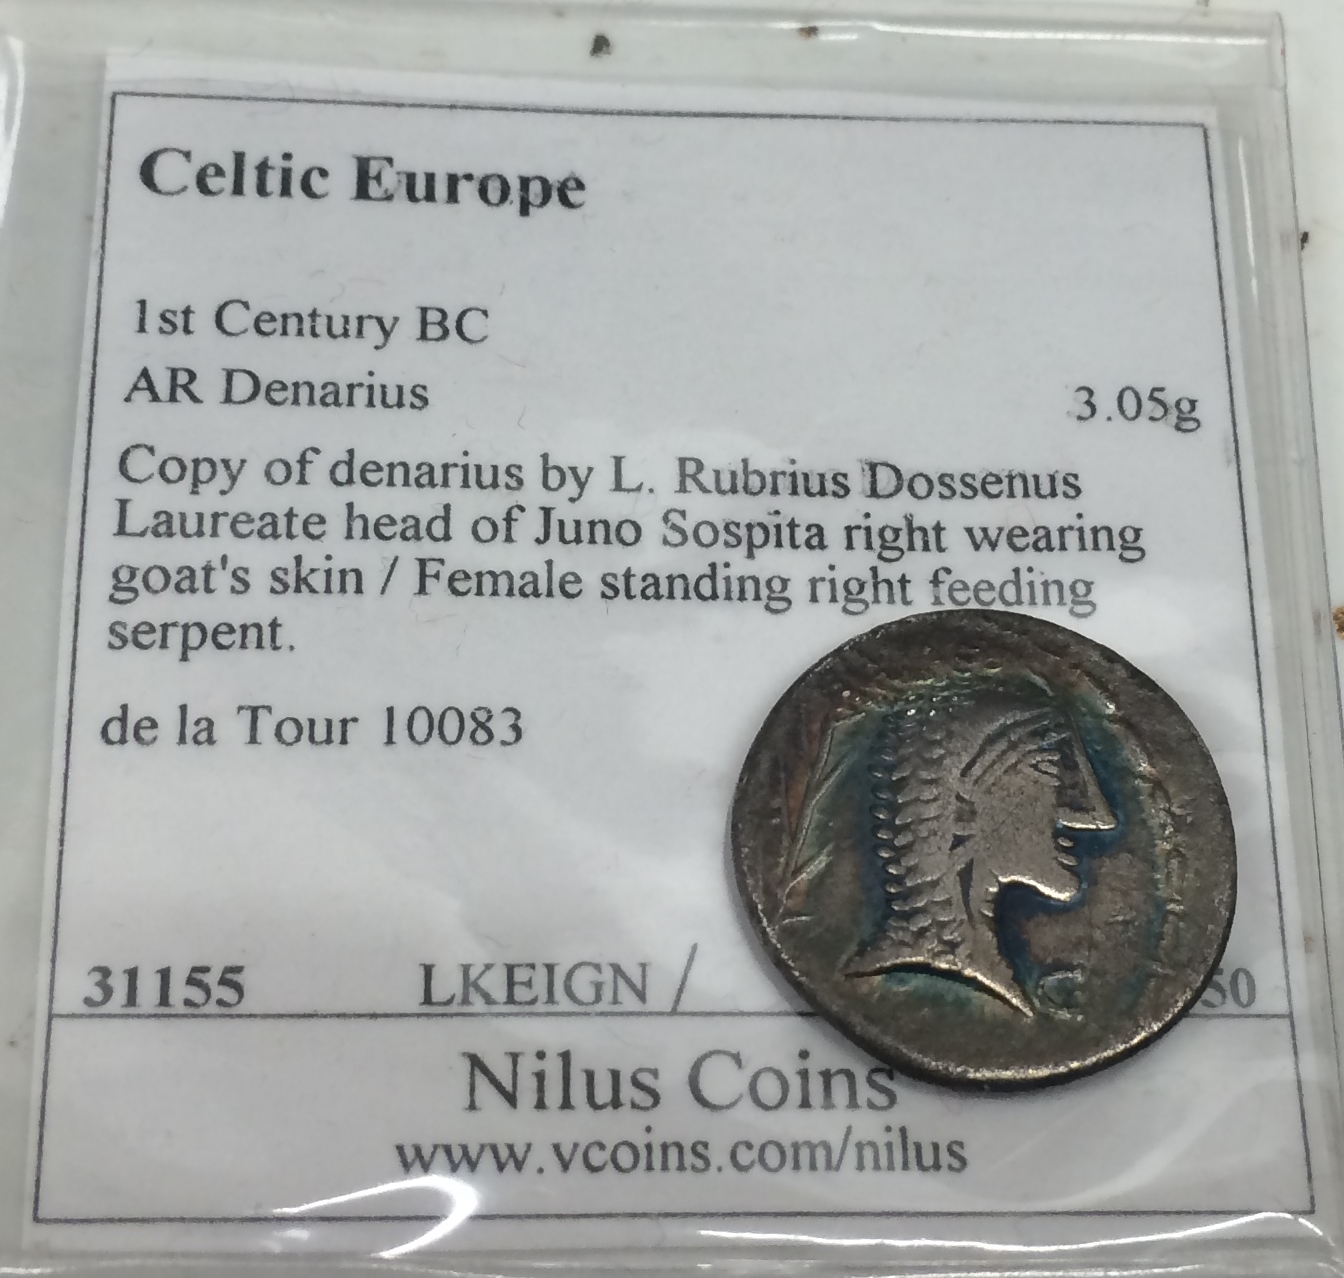 Celtic Europe
1st Century BC
AR Denarius 3.05g
Copy of denarius by L. Rubrius Dossenus
Laureate head of Juno Sospita right wearing
goat's skin / Female standing right feeding
serpent.
de la Tour 10083
31155 LKEIGN / 50
Nilus Coins
www.vcoins.com/nilus